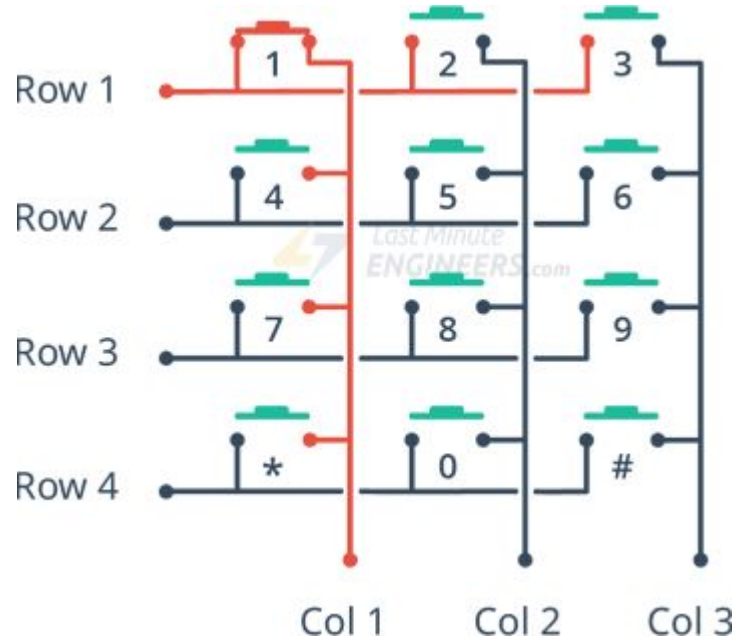 Row 1 1 2 3
Row 2 4 5 6
Last Minute
ENGINEERS.com
Row 3 7 8 9
Row 4 * 0 #
Col 1 Col 2 Col 3